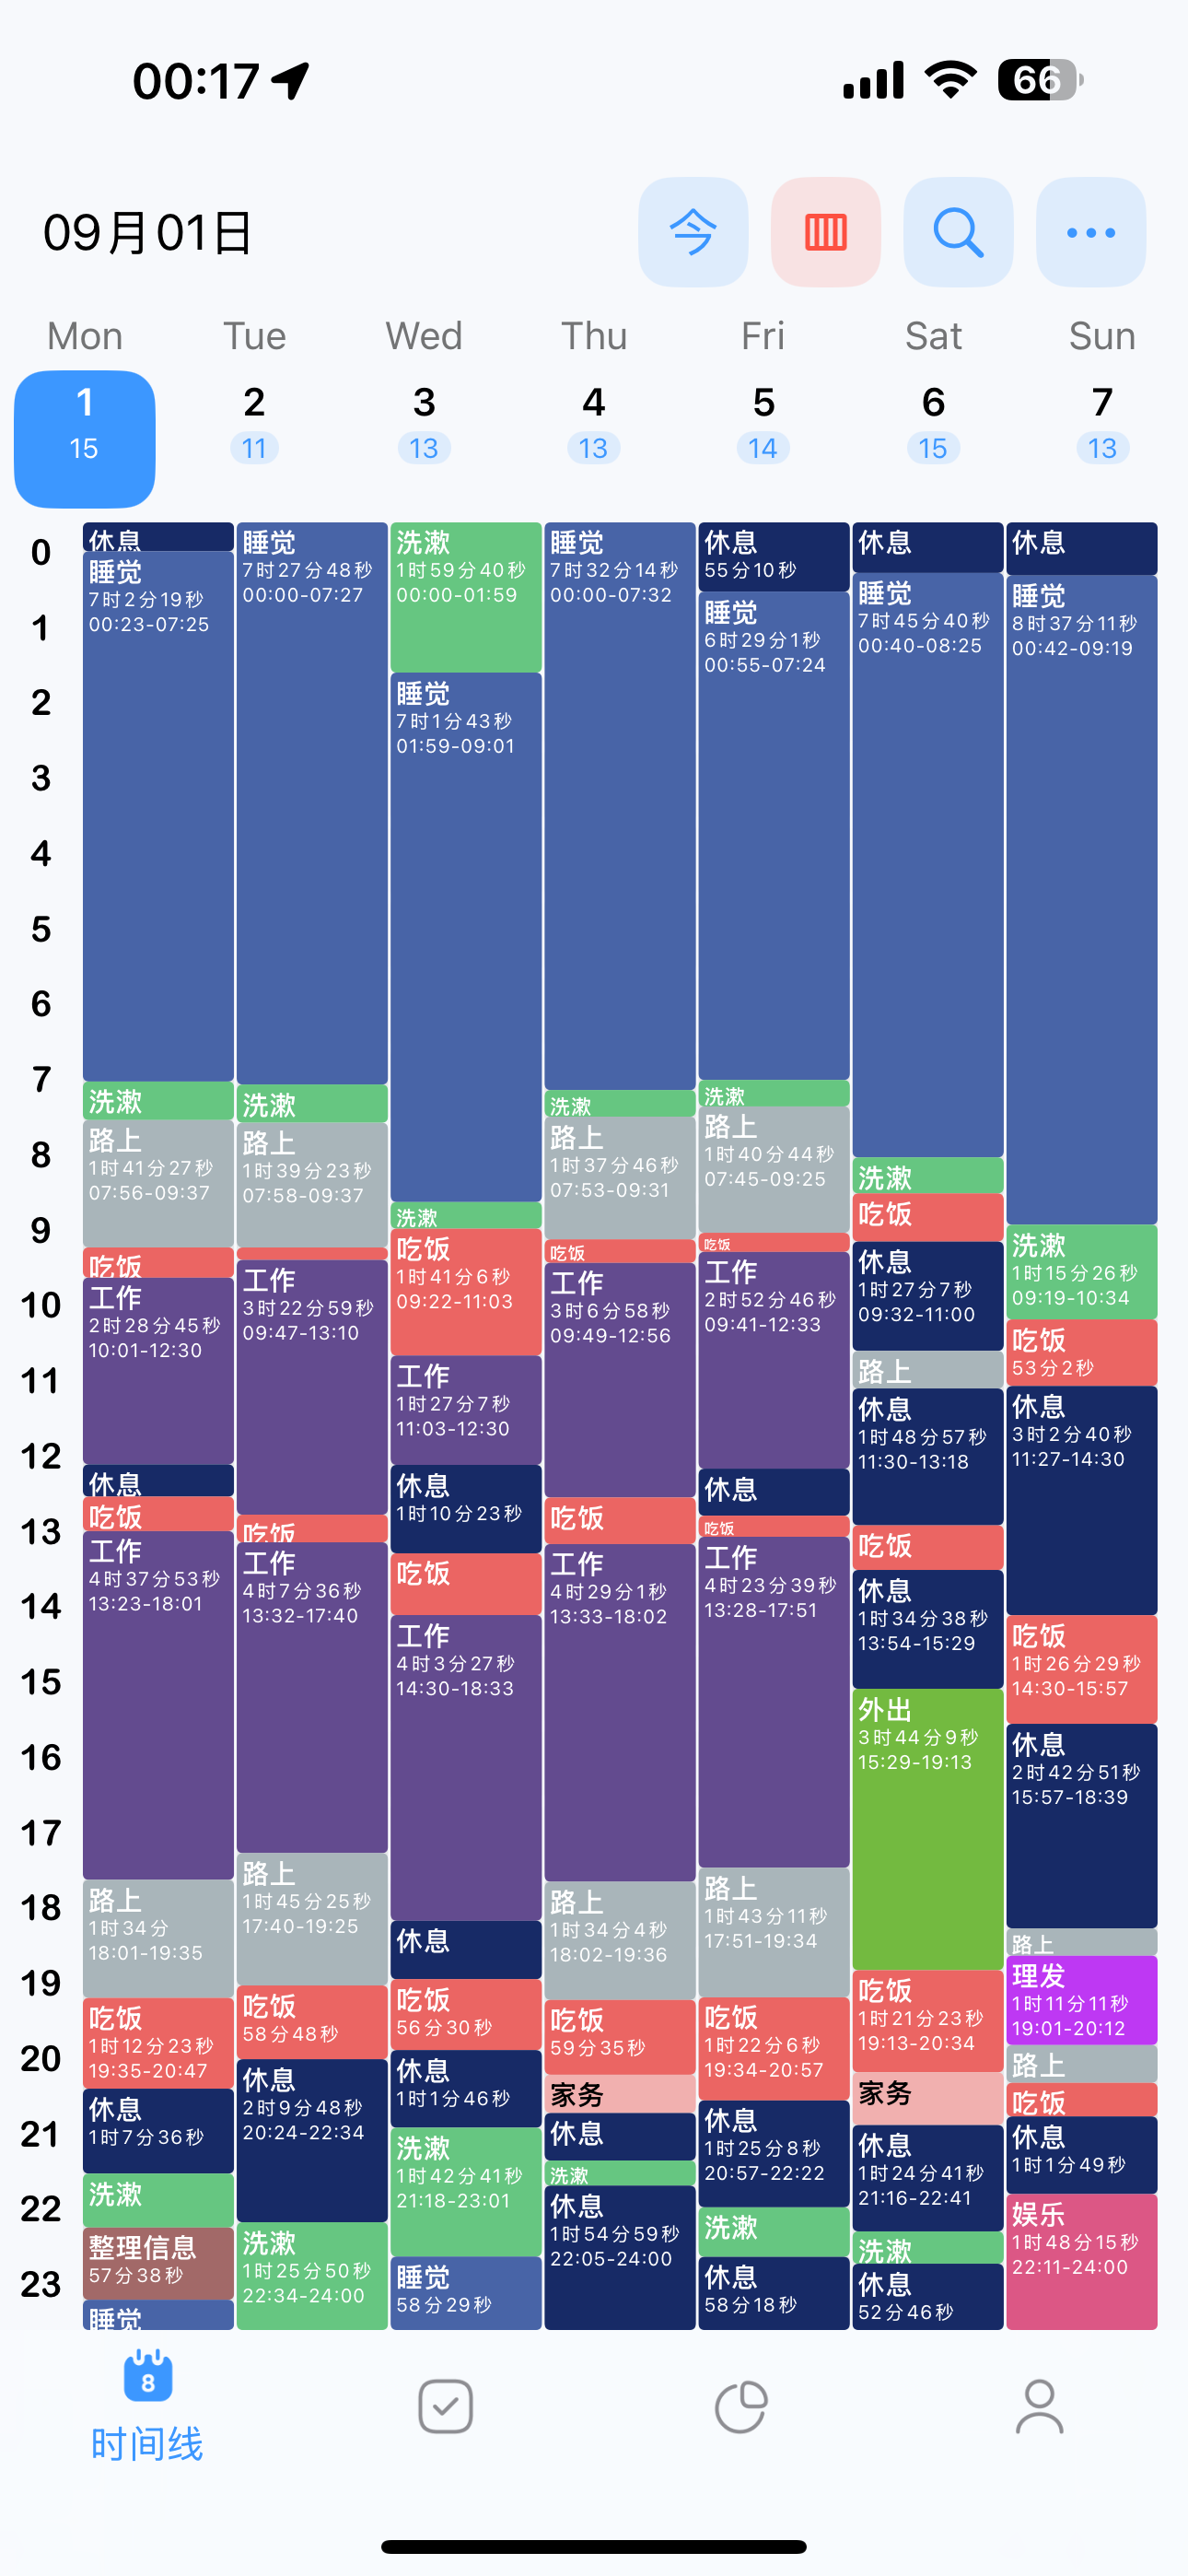 00:17
66
09月01日
今
Mon Tue Wed Thu Fri Sat Sun
1 2 3 4 5 6 7
15 11 13 13 14 15 13
0
1
2
3
4
5
6
7
8
9
10
11
12
13
14
15
16
17
18
19
20
21
22
23
休息
睡觉
7时2分19秒
00:23-07:25
洗漱
路上
1时41分27秒
07:56-09:37
吃饭
工作
2时28分45秒
10:01-12:30
休息
吃饭
工作
4时37分53秒
13:23-18:01
路上
1时34分
18:01-19:35
吃饭
1时12分23秒
19:35-20:47
休息
1时7分36秒
洗漱
整理信息
57分38秒
睡觉
睡觉
7时27分48秒
00:00-07:27
洗漱
路上
1时39分23秒
07:58-09:37
工作
3时22分59秒
09:47-13:10
吃饭
工作
4时7分36秒
13:32-17:40
路上
1时45分25秒
17:40-19:25
吃饭
58分48秒
休息
2时9分48秒
20:24-22:34
洗漱
1时25分50秒
22:34-24:00
洗漱
1时59分40秒
00:00-01:59
睡觉
7时1分43秒
01:59-09:01
洗漱
吃饭
1时41分6秒
09:22-11:03
工作
1时27分7秒
11:03-12:30
休息
1时10分23秒
吃饭
工作
4时3分27秒
14:30-18:33
休息
吃饭
56分30秒
休息
1时1分46秒
洗漱
1时42分41秒
21:18-23:01
睡觉
58分29秒
睡觉
7时32分14秒
00:00-07:32
洗漱
路上
1时37分46秒
07:53-09:31
吃饭
工作
3时6分58秒
09:49-12:56
吃饭
工作
4时29分1秒
13:33-18:02
路上
1时34分4秒
18:02-19:36
吃饭
59分35秒
家务
休息
洗漱
休息
1时54分59秒
22:05-24:00
休息
55分10秒
睡觉
6时29分1秒
00:55-07:24
洗漱
路上
1时40分44秒
07:45-09:25
吃饭
工作
2时52分46秒
09:41-12:33
休息
吃饭
工作
4时23分39秒
13:28-17:51
路上
1时43分11秒
17:51-19:34
吃饭
1时22分6秒
19:34-20:57
休息
1时25分8秒
20:57-22:22
洗漱
休息
58分18秒
休息
睡觉
7时45分40秒
00:40-08:25
洗漱
吃饭
休息
1时27分7秒
09:32-11:00
路上
休息
1时48分57秒
11:30-13:18
吃饭
休息
1时34分38秒
13:54-15:29
外出
3时44分9秒
15:29-19:13
吃饭
1时21分23秒
19:13-20:34
家务
休息
1时24分41秒
21:16-22:41
洗漱
休息
52分46秒
休息
睡觉
8时37分11秒
00:42-09:19
洗漱
1时15分26秒
09:19-10:34
吃饭
53分2秒
休息
3时2分40秒
11:27-14:30
吃饭
1时26分29秒
14:30-15:57
休息
2时42分51秒
15:57-18:39
路上
理发
1时11分11秒
19:01-20:12
路上
吃饭
休息
1时1分49秒
娱乐
1时48分15秒
22:11-24:00
8
时间线